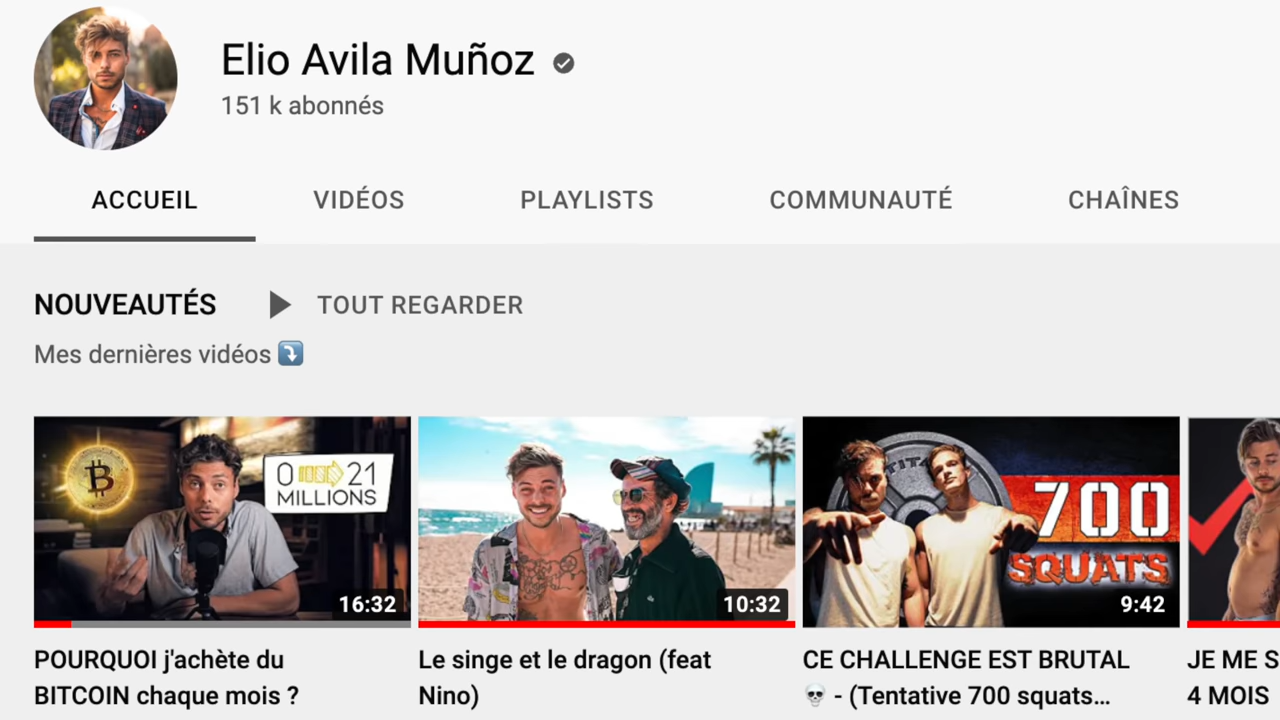 Elio Avila Muñoz
151 k abonnés
ACCUEIL VIDÉOS PLAYLISTS COMMUNAUTÉ CHAÎNES
NOUVEAUTÉS TOUT REGARDER
Mes dernières vidéos ⤵️
B
0 21
MILLIONS
16:32
10:32
TITA
700
SQUATS
9:42
POURQUOI j'achète du
BITCOIN chaque mois ?
Le singe et le dragon (feat
Nino)
CE CHALLENGE EST BRUTAL
💀 - (Tentative 700 squats...
JE ME S
4 MOIS